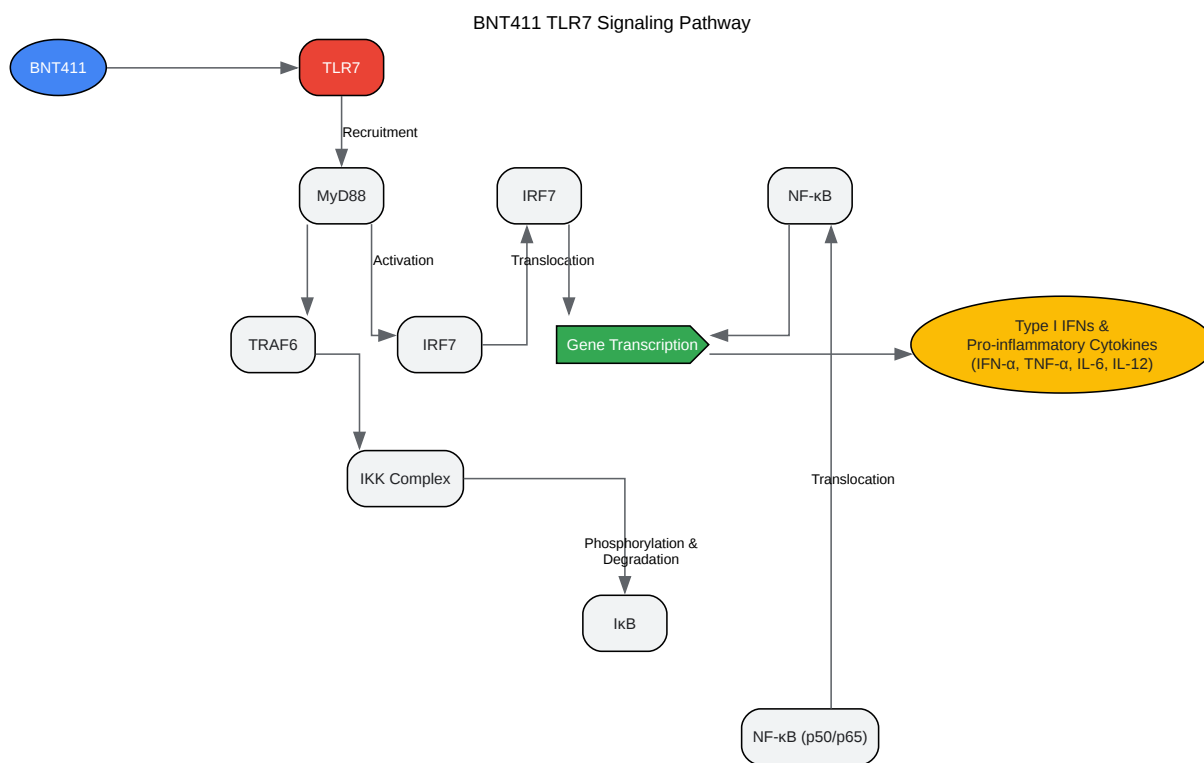 BNT411 TLR7 Signaling Pathway
BNT411
TLR7
Recruitment
MyD88
IRF7
NF-κB
Activation
Translocation
TRAF6
IRF7
Gene Transcription
Type I IFNs &
Pro-inflammatory Cytokines
(IFN-α, TNF-α, IL-6, IL-12)
IKK Complex
Translocation
Phosphorylation &
Degradation
IκB
NF-κB (p50/p65)